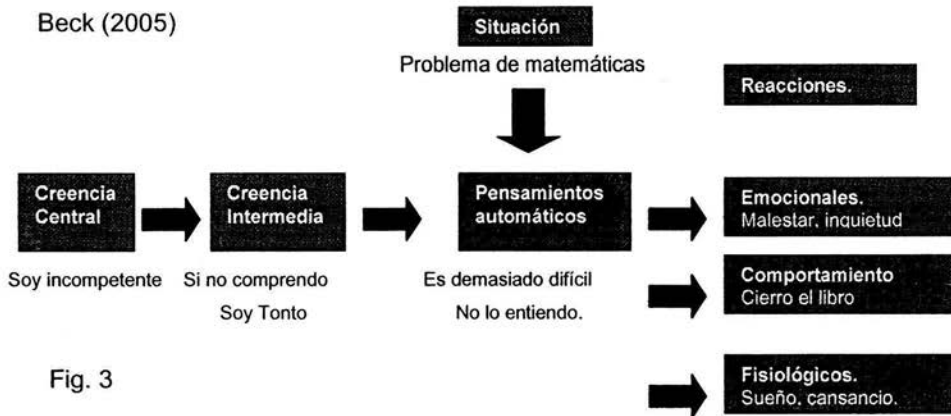 Beck (2005)
Situación
Problema de matemáticas
Reacciones.
Creencia
Central
Creencia
Intermedia
Pensamientos
automáticos
Emocionales.
Malestar, inquietud
Soy incompetente
Si no comprendo
Soy Tonto
Es demasiado difícil
No lo entiendo.
Comportamiento
Cierro el libro
Fisiológicos.
Sueño, cansancio.
Fig. 3